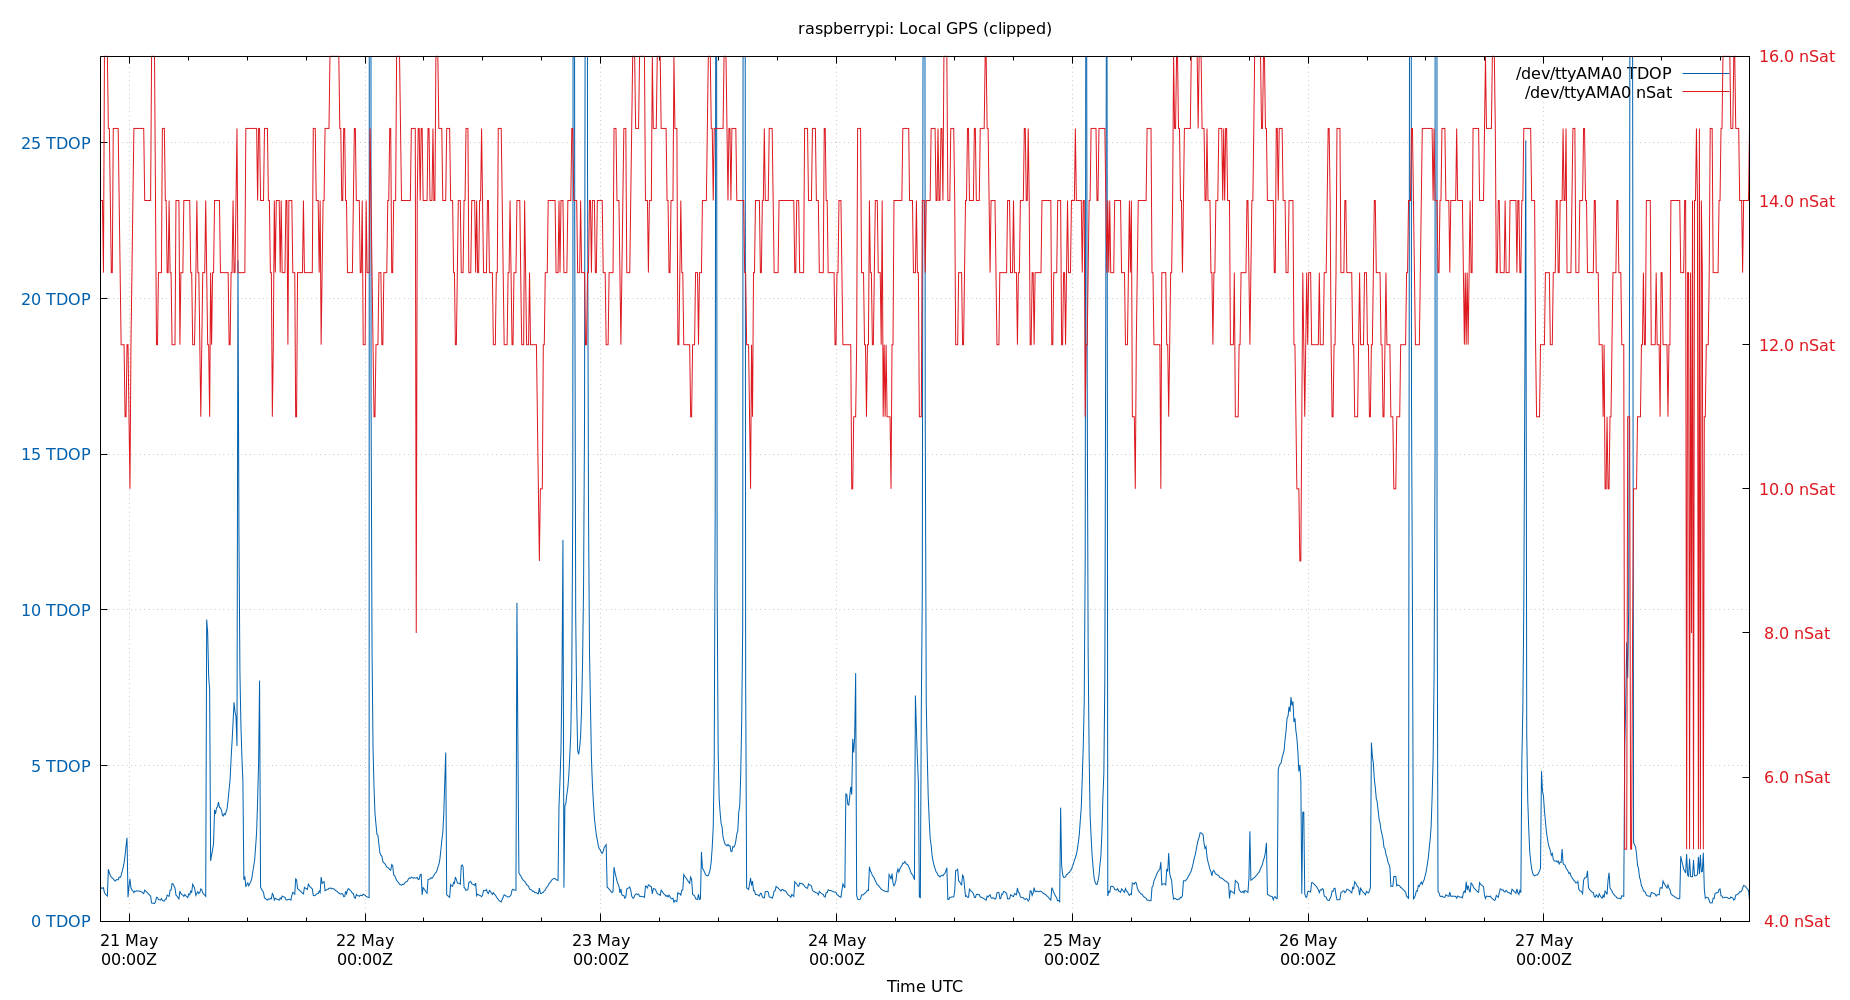 raspberrypi: Local GPS (clipped)
16.0 nSat
/dev/ttyAMA0 TDOP
/dev/ttyAMA0 nSat
25 TDOP
14.0 nSat
20 TDOP
12.0 nSat
15 TDOP
10.0 nSat
10 TDOP
8.0 nSat
5 TDOP
6.0 nSat
0 TDOP
4.0 nSat
21 May 22 May 23 May 24 May 25 May 26 May 27 May
00:00Z 00:00Z 00:00Z 00:00Z 00:00Z 00:00Z 00:00Z
Time UTC